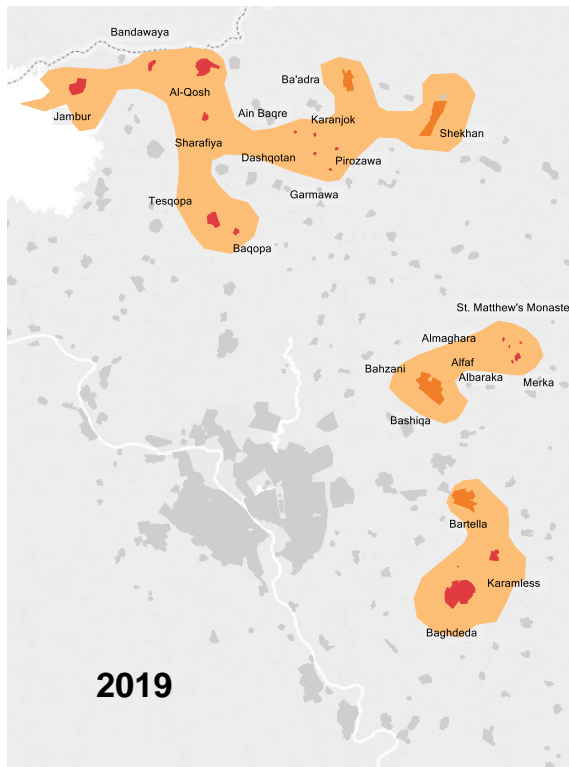 Bandawaya
Ba'adra
Al-Qosh
Jambur
Ain Baqre
Karanjok
Shekhan
Sharafiya
Dashqotan
Pirozawa
Garmawa
Tesqopa
Baqopa
St. Matthew's Monaste
Almaghara
Alfaf
Bahzani
Albaraka
Merka
Bashiqa
Bartella
Karamless
Baghdeda
2019